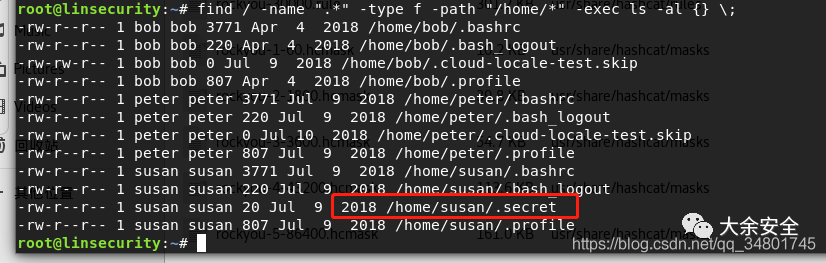 root@linsecurity:~# find / -name ".*" -type f -path "/home/*" -exec ls -al {} \;
-rw-r--r-- 1 bob bob 3771 Apr  4  2018 /home/bob/.bashrc
-rw-r--r-- 1 bob bob 220 Apr  4  2018 /home/bob/.bash_logout
-rw-rw-r-- 1 bob bob 0 Jul  9  2018 /home/bob/.cloud-locale-test.skip
-rw-r--r-- 1 bob bob 807 Apr  4  2018 /home/bob/.profile
-rw-r--r-- 1 peter peter 3771 Jul  9  2018 /home/peter/.bashrc
-rw-r--r-- 1 peter peter 220 Jul  9  2018 /home/peter/.bash_logout
-rw-rw-r-- 1 peter peter 0 Jul 10  2018 /home/peter/.cloud-locale-test.skip
-rw-r--r-- 1 peter peter 807 Jul  9  2018 /home/peter/.profile
-rw-r--r-- 1 susan susan 3771 Jul  9  2018 /home/susan/.bashrc
-rw-r--r-- 1 susan susan 220 Jul  9  2018 /home/susan/.bash_logout
-rw-rw-r-- 1 susan susan 20 Jul  9  2018 /home/susan/.secret
-rw-r--r-- 1 susan susan 807 Jul  9  2018 /home/susan/.profile
root@linsecurity:~#
大余安全
https://blog.csdn.net/qq_34801745